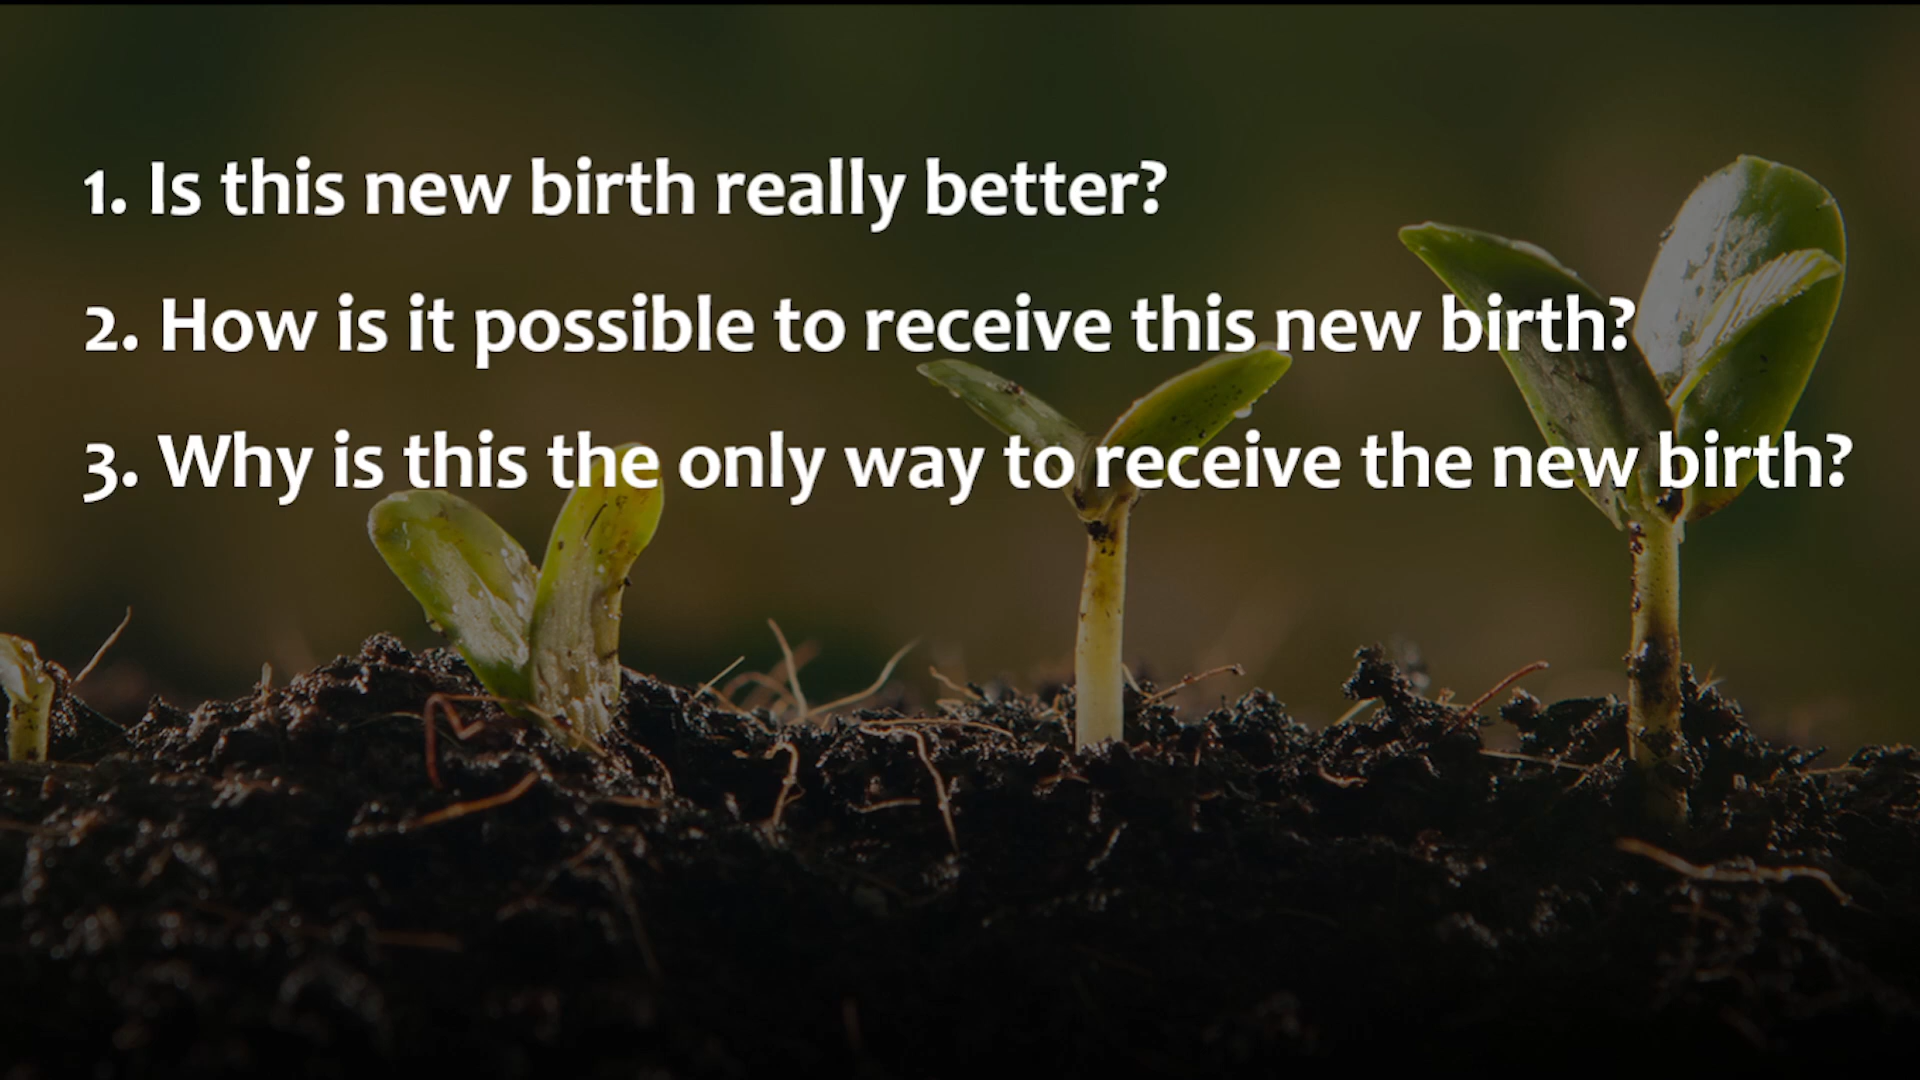 1. Is this new birth really better?
2. How is it possible to receive this new birth?
3. Why is this the only way to receive the new birth?